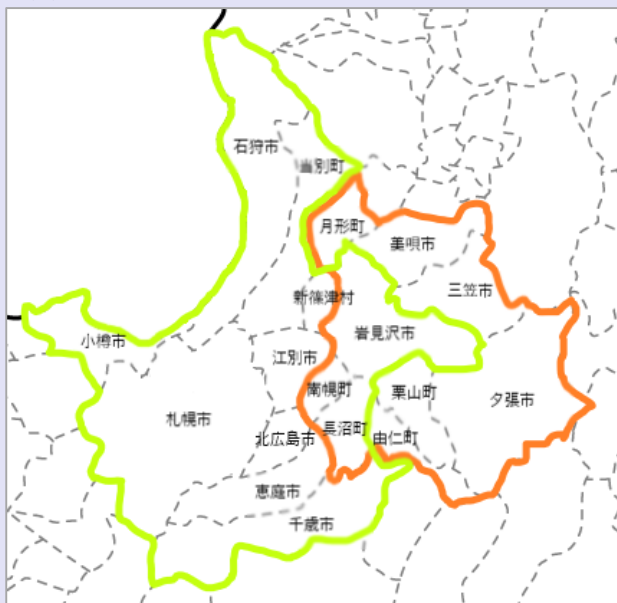 石狩市
当別町
月形町
美唄市
三笠市
新篠津村
岩見沢市
小樽市
江別市
南幌町
栗山町
夕張市
札幌市
北広島市
長沼町
由仁町
恵庭市
千歳市